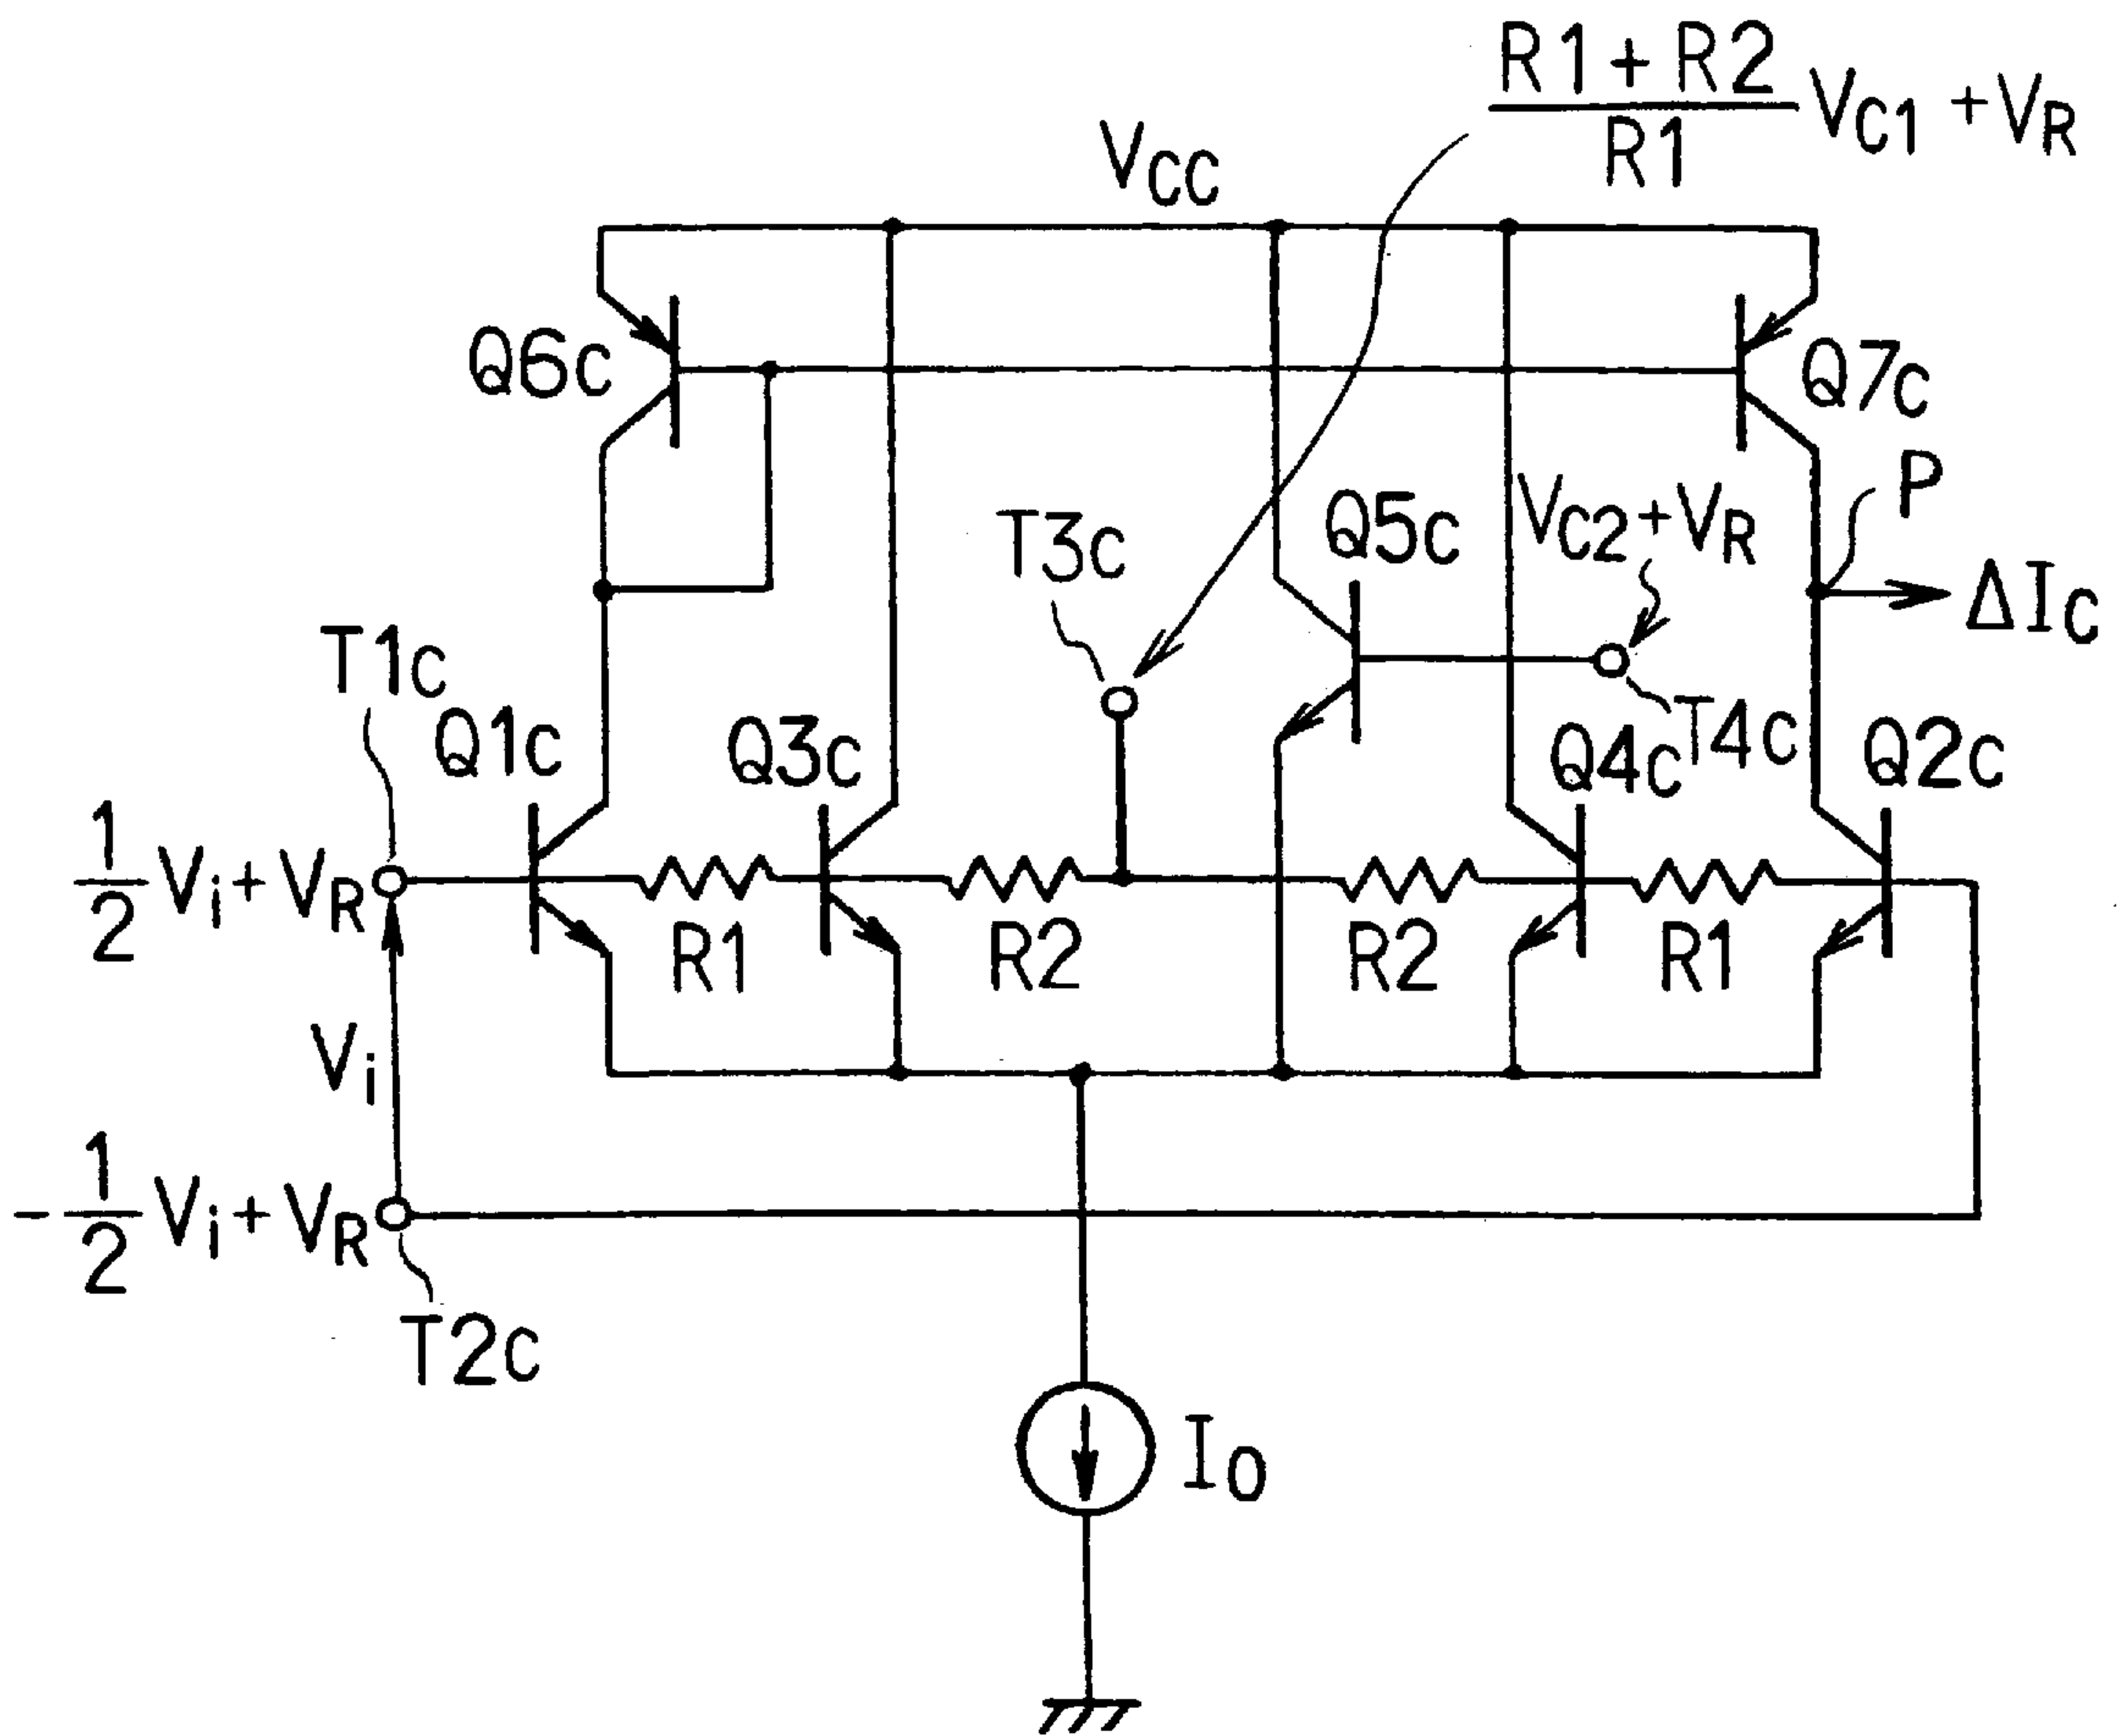 R1+R2
R1
VC1 +VR
VCC
Q6C
Q7C
P
T3C
Q5C
VC2+VR
ΔIC
T1C
Q1C
Q3C
Q4C
T4C
Q2C
1/2 Vi+VR
R1
R2
R2
R1
Vi
-1/2 Vi+VR
T2C
IO